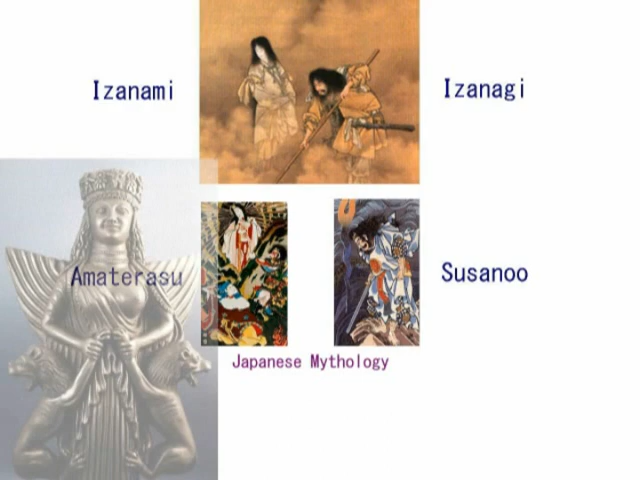 Izanami
Izanagi
Amaterasu
Susanoo
Japanese Mythology